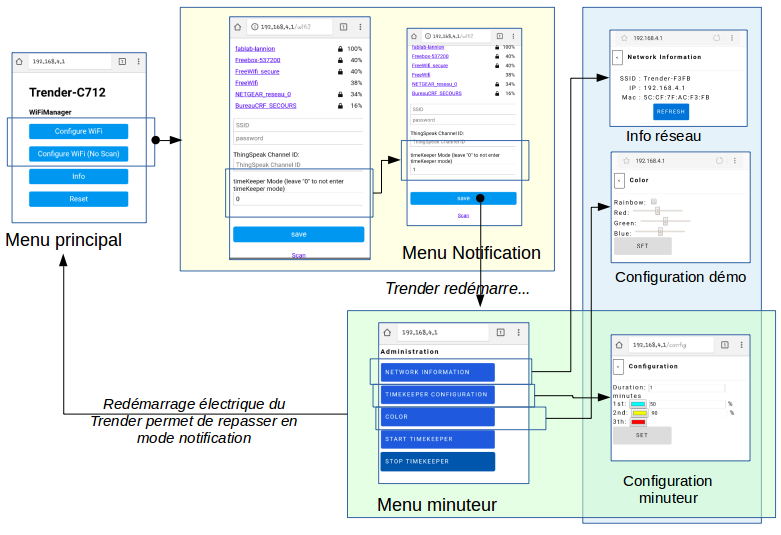 192.168.4.1
Trender-C712
WiFiManager
Configure WiFi
Configure WiFi (No Scan)
Info
Reset
Menu principal
192.168.4.1/wifi?
fablab-lannion 100%
Freebox-537200 40%
FreeWifi_secure 40%
FreeWifi 38%
NETGEAR_reseau_0 34%
BureauCRF_SECOURS 16%
SSID
password
ThingSpeak Channel ID:
ThingSpeak Channel ID
timeKeeper Mode (leave "0" to not enter
timeKeeper mode)
0
save
Scan
192.168.4.1/wifi?
fablab-lannion 100%
Freebox-537200 40%
FreeWifi_secure 40%
FreeWifi 38%
NETGEAR_reseau_0 34%
BureauCRF_SECOURS 16%
SSID
password
ThingSpeak Channel ID:
ThingSpeak Channel ID
timeKeeper Mode (leave "0" to not enter
timeKeeper mode)
1
save
Scan
Menu Notification
Trender redémarre...
192.168.4.1
Network Information
SSID : Trender-F3FB
IP : 192.168.4.1
Mac : 5C:CF:7F:AC:F3:FB
REFRESH
Info réseau
192.168.4.1
Color
Rainbow:
Red:
Green:
Blue:
SET
Configuration démo
192.168.4.1
Administration
NETWORK INFORMATION
TIMEKEEPER CONFIGURATION
COLOR
START TIMEKEEPER
STOP TIMEKEEPER
Menu minuteur
192.168.4.1/config
Configuration
Duration: 1
minutes
1st: 50 %
2nd: 90 %
3th:
SET
Configuration
minuteur
Redémarrage électrique du
Trender permet de repasser en
mode notification